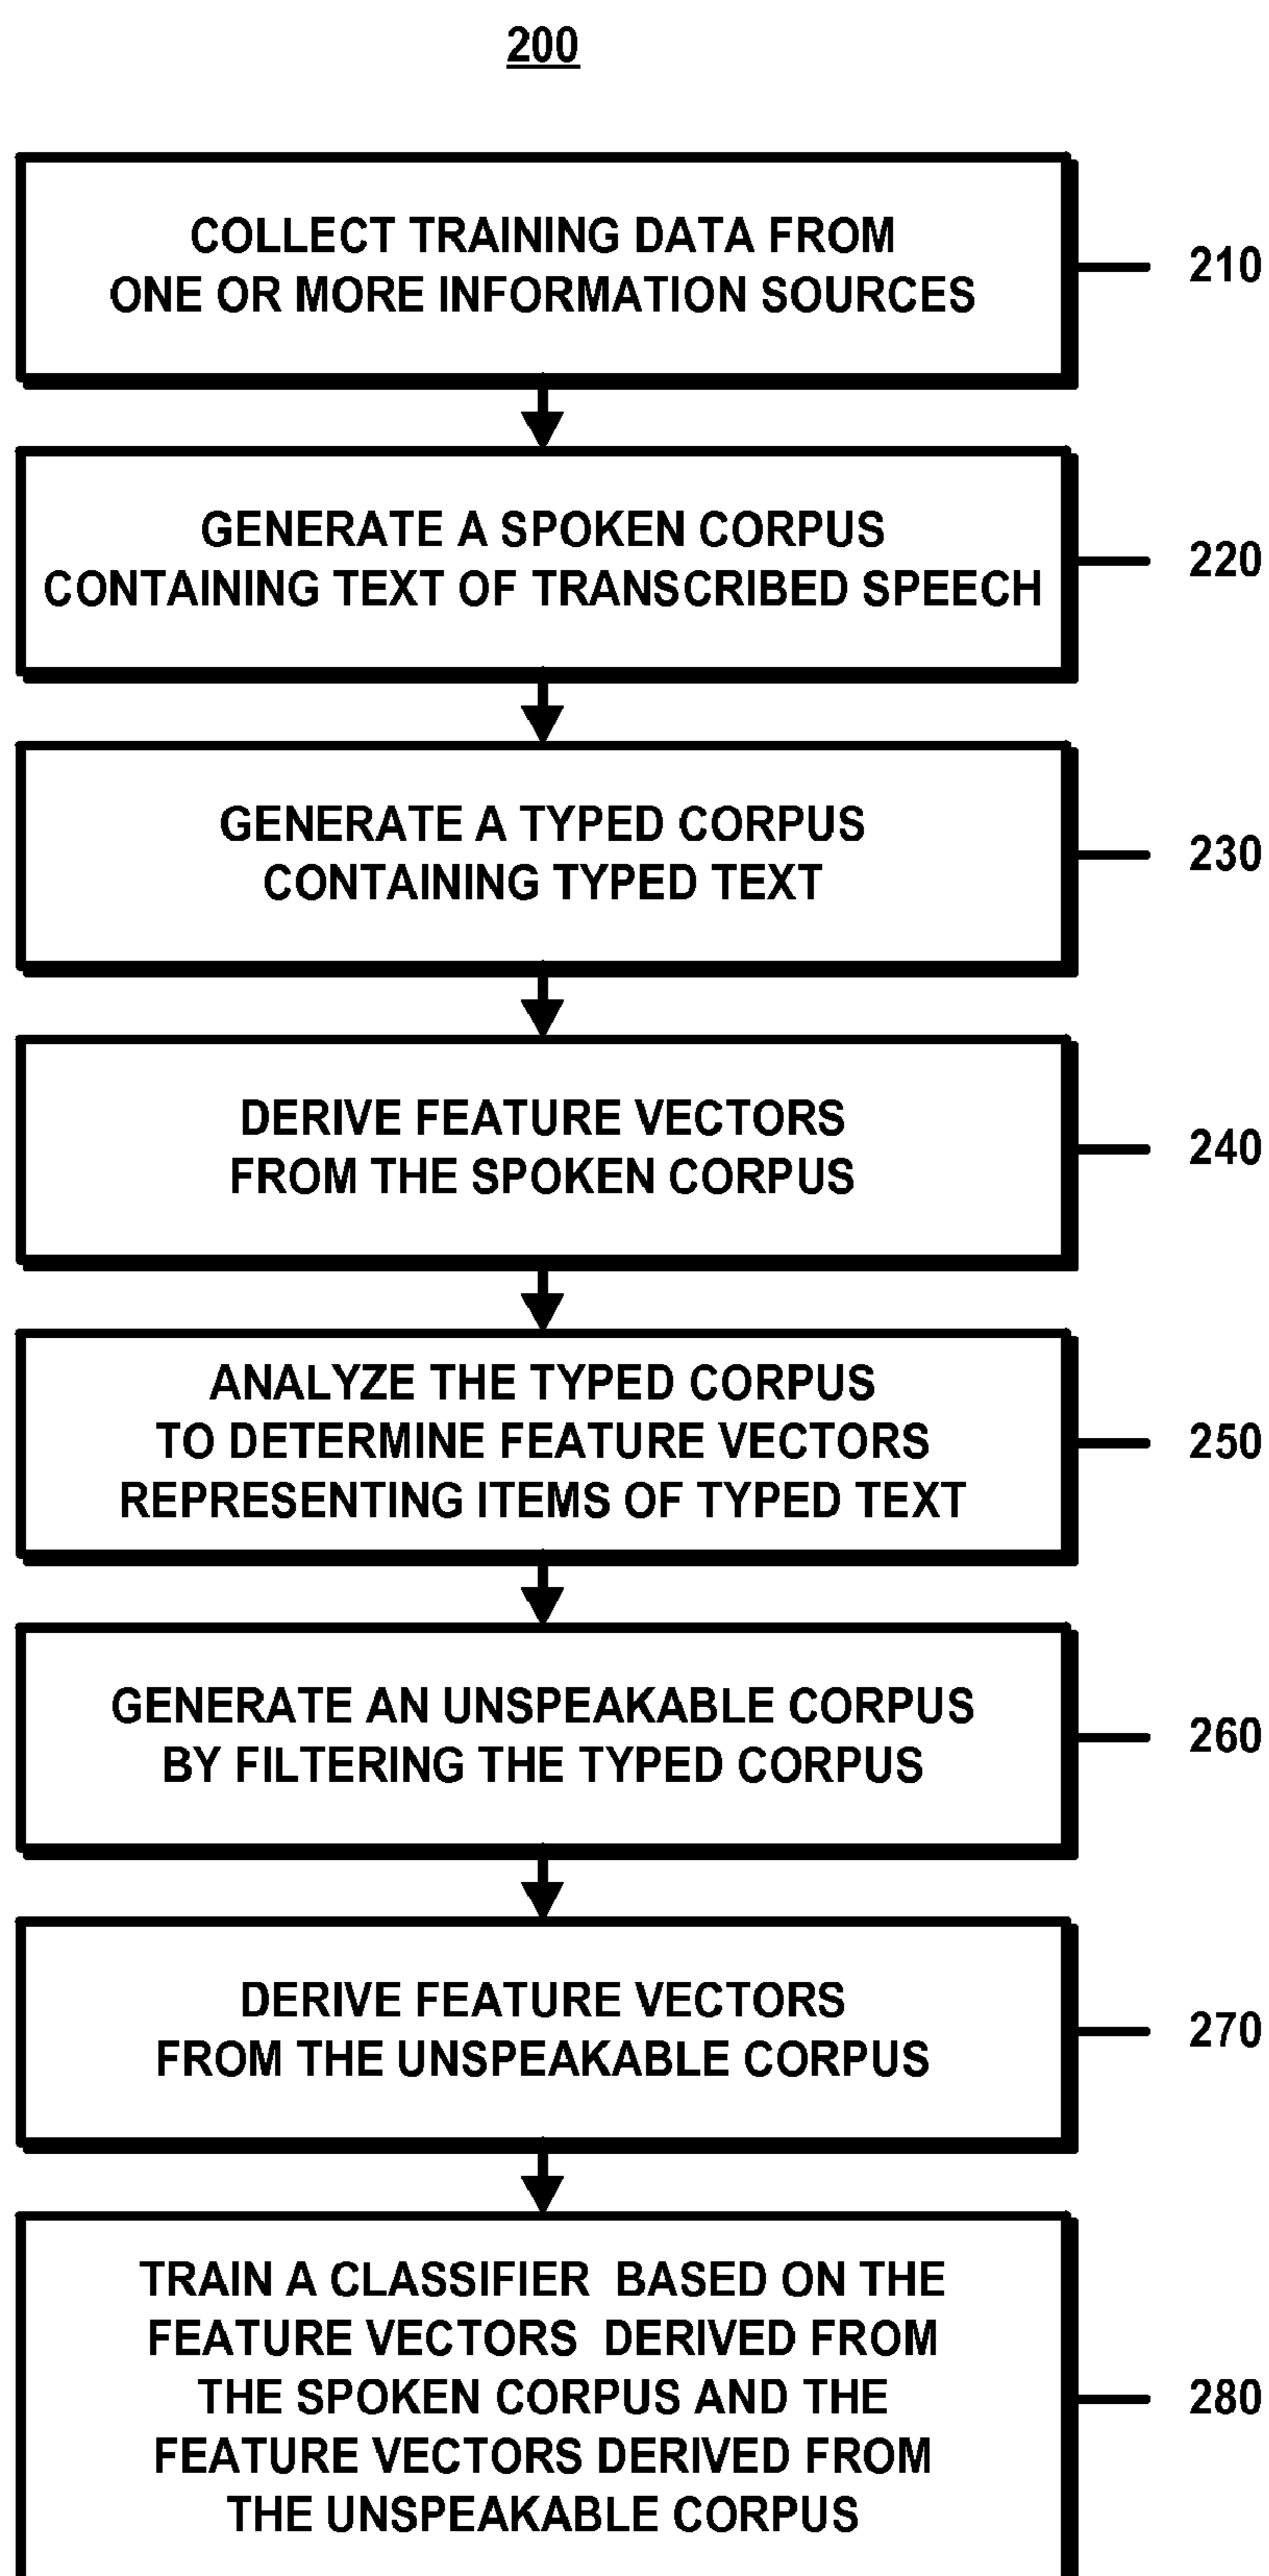 200
COLLECT TRAINING DATA FROM
ONE OR MORE INFORMATION SOURCES
210
GENERATE A SPOKEN CORPUS
CONTAINING TEXT OF TRANSCRIBED SPEECH
220
GENERATE A TYPED CORPUS
CONTAINING TYPED TEXT
230
DERIVE FEATURE VECTORS
FROM THE SPOKEN CORPUS
240
ANALYZE THE TYPED CORPUS
TO DETERMINE FEATURE VECTORS
REPRESENTING ITEMS OF TYPED TEXT
250
GENERATE AN UNSPEAKABLE CORPUS
BY FILTERING THE TYPED CORPUS
260
DERIVE FEATURE VECTORS
FROM THE UNSPEAKABLE CORPUS
270
TRAIN A CLASSIFIER BASED ON THE
FEATURE VECTORS DERIVED FROM
THE SPOKEN CORPUS AND THE
FEATURE VECTORS DERIVED FROM
THE UNSPEAKABLE CORPUS
280